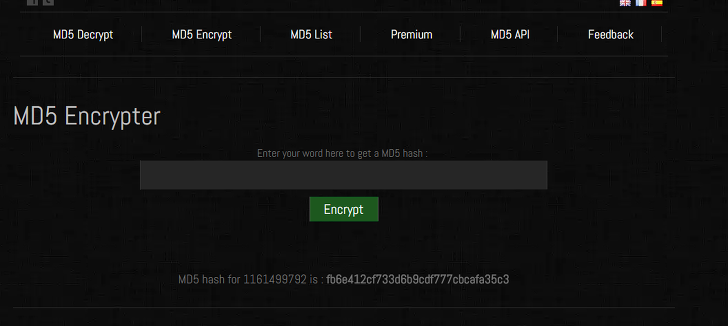 MD5 Decrypt MD5 Encrypt MD5 List Premium MD5 API Feedback
MD5 Encrypter
Enter your word here to get a MD5 hash :
Encrypt
MD5 hash for 1161499792 is : fb6e412cf733d6b9cdf777cbcafa35c3